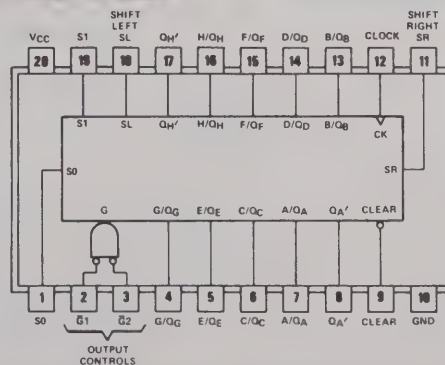 SHIFT LEFT
SHIFT RIGHT
VCC S1 SL QH' H/QH F/QF D/QD B/QB CLOCK SR
20 19 18 17 16 15 14 13 12 11
S1 SL QH' H/QH F/QF D/QD B/QB CK
S0 SR
G G/QG E/QE C/QC A/QA QA' CLEAR
1 2 3 4 5 6 7 8 9 10
S0 G̅1 G̅2 G/QG E/QE C/QC A/QA QA' CLEAR GND
OUTPUT
CONTROLS